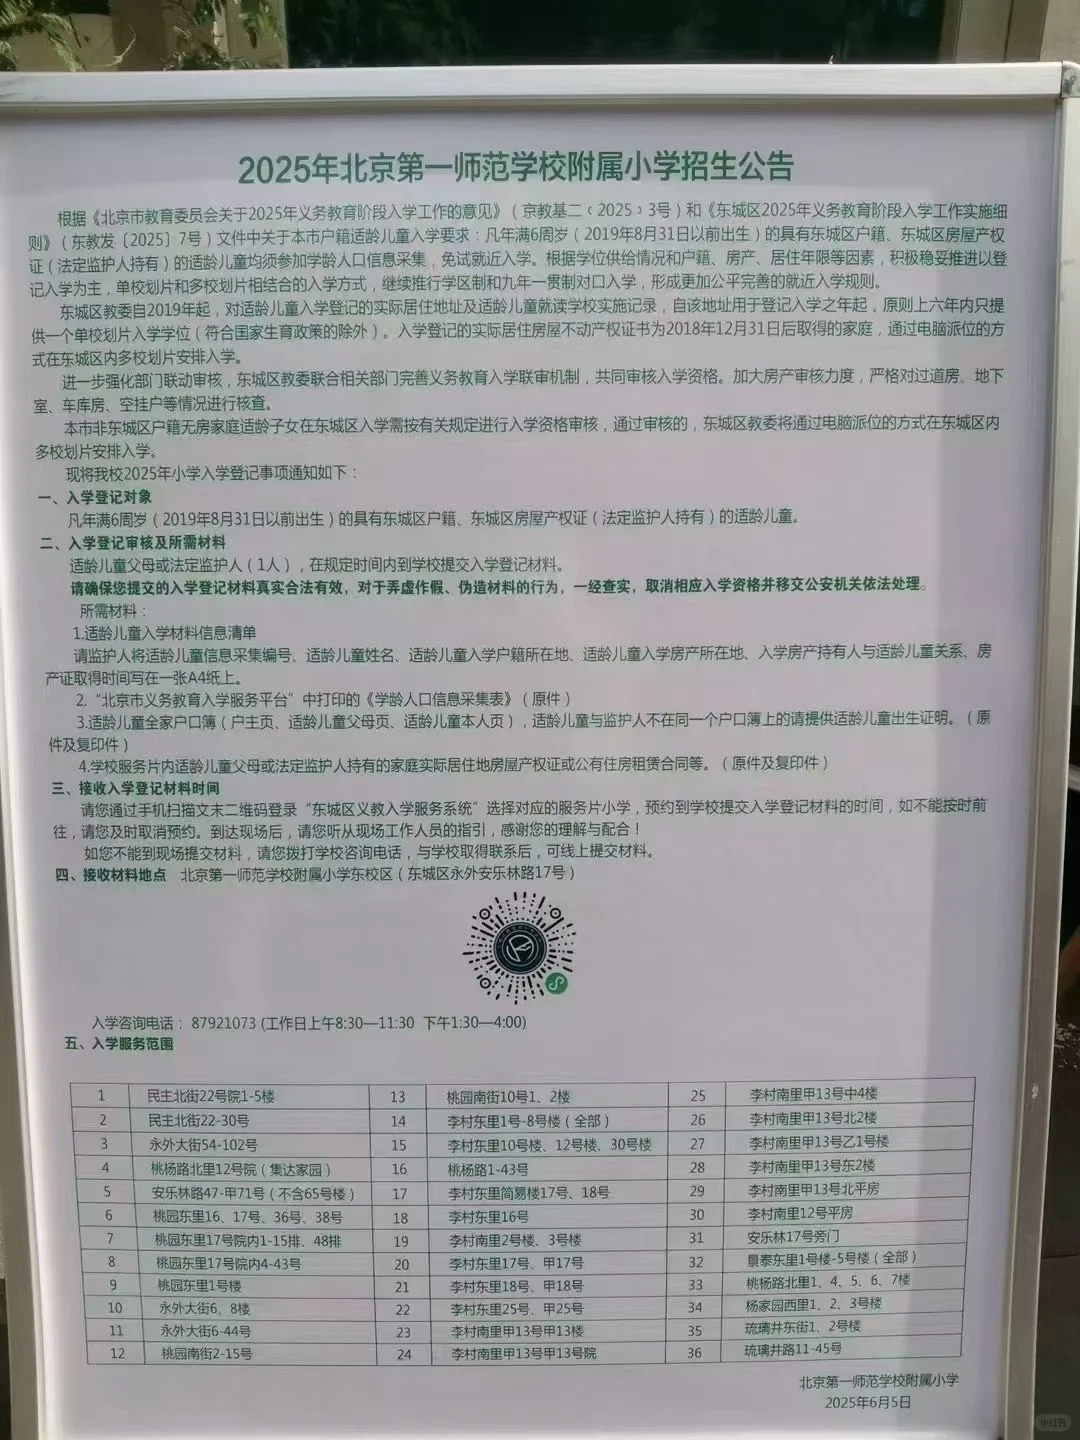 2025年北京第一师范学校附属小学招生公告
根据《北京市教育委员会关于2025年义务教育阶段入学工作的意见》（京教基二﹝2025﹞3号）和《东城区2025年义务教育阶段入学工作实施细
则》（东教发〔2025〕7号）文件中关于本市户籍适龄儿童入学要求：凡年满6周岁（2019年8月31日以前出生）的具有东城区户籍、东城区房屋产权
证（法定监护人持有）的适龄儿童均须参加学龄人口信息采集，免试就近入学。根据学位供给情况和户籍、房产、居住年限等因素，积极稳妥推进以登
记入学为主，单校划片和多校划片相结合的入学方式，继续推行学区制和九年一贯制对口入学，形成更加公平完善的就近入学规则。
东城区教委自2019年起，对适龄儿童入学登记的实际居住地址及适龄儿童就读学校实施记录，自该地址用于登记入学之年起，原则上六年内只提
供一个单校划片入学学位（符合国家生育政策的除外）。入学登记的实际居住房屋不动产权证书为2018年12月31日后取得的家庭，通过电脑派位的方
式在东城区内多校划片安排入学。
进一步强化部门联动审核，东城区教委联合相关部门完善义务教育入学联审机制，共同审核入学资格。加大房产审核力度，严格对过道房、地下
室、车库房、空挂户等情况进行核查。
本市非东城区户籍无房家庭适龄子女在东城区入学需按有关规定进行入学资格审核，通过审核的，东城区教委将通过电脑派位的方式在东城区内
多校划片安排入学。
现将我校2025年小学入学登记事项通知如下：
一、入学登记对象
凡年满6周岁（2019年8月31日以前出生）的具有东城区户籍、东城区房屋产权证（法定监护人持有）的适龄儿童。
二、入学登记审核及所需材料
适龄儿童父母或法定监护人（1人），在规定时间内到学校提交入学登记材料。
请确保您提交的入学登记材料真实合法有效，对于弄虚作假、伪造材料的行为，一经查实，取消相应入学资格并移交公安机关依法处理。
所需材料：
1.适龄儿童入学材料信息清单
请监护人将适龄儿童信息采集编号、适龄儿童姓名、适龄儿童入学户籍所在地、适龄儿童入学房产所在地、入学房产持有人与适龄儿童关系、房
产证取得时间写在一张A4纸上。
2.“北京市义务教育入学服务平台”中打印的《学龄人口信息采集表》（原件）
3.适龄儿童全家户口簿（户主页、适龄儿童父母页、适龄儿童本人页），适龄儿童与监护人不在同一个户口簿上的请提供适龄儿童出生证明。（原
件及复印件）
4.学校服务片内适龄儿童父母或法定监护人持有的家庭实际居住地房屋产权证或公有住房租赁合同等。（原件及复印件）
三、接收入学登记材料时间
请您通过手机扫描文末二维码登录“东城区义教入学服务系统”选择对应的服务片小学，预约到学校提交入学登记材料的时间，如不能按时前
往，请您及时取消预约。到达现场后，请您听从现场工作人员的指引，感谢您的理解与配合！
如您不能到现场提交材料，请您拨打学校咨询电话，与学校取得联系后，可线上提交材料。
四、接收材料地点 北京第一师范学校附属小学东校区（东城区永外安乐林路17号）
入学咨询电话：87921073 (工作日上午8:30—11:30 下午1:30—4:00)
五、入学服务范围
1 民主北街22号院1-5楼 13 桃园南街10号1、2楼 25 李村南里甲13号中4楼
2 民主北街22-30号 14 李村东里1号-8号楼（全部） 26 李村南里甲13号北2楼
3 永外大街54-102号 15 李村东里10号楼、12号楼、30号楼 27 李村南里甲13号乙1号楼
4 桃杨路北里12号院（集达家园） 16 桃杨路1-43号 28 李村南里甲13号东2楼
5 安乐林路47-甲71号（不含65号楼） 17 李村东里简易楼17号、18号 29 李村南里甲13号北平房
6 桃园东里16、17号、36号、38号 18 李村东里16号 30 李村南里12号平房
7 桃园东里17号院内1-15排、48排 19 李村南里2号楼、3号楼 31 安乐林17号旁门
8 桃园东里17号院内4-43号 20 李村东里17号、甲17号 32 景泰东里1号楼-5号楼（全部）
9 桃园东里1号楼 21 李村东里18号、甲18号 33 桃杨路北里1、4、5、6、7楼
10 永外大街6、8楼 22 李村东里25号、甲25号 34 杨家园西里1、2、3号楼
11 永外大街6-44号 23 李村南里甲13号甲13楼 35 琉璃井东街1、2号楼
12 桃园南街2-15号 24 李村南里甲13号甲13号院 36 琉璃井路11-45号
北京第一师范学校附属小学
2025年6月5日
小红书